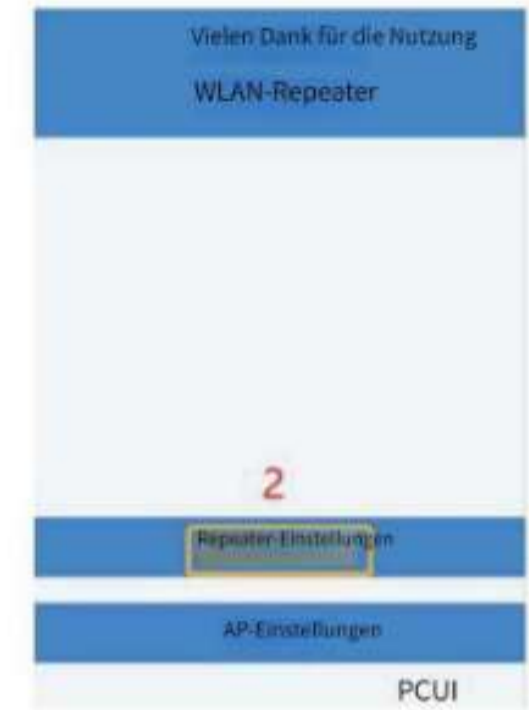 Vielen Dank für die Nutzung
WLAN-Repeater
2
Repeater-Einstellungen
AP-Einstellungen
PCUI